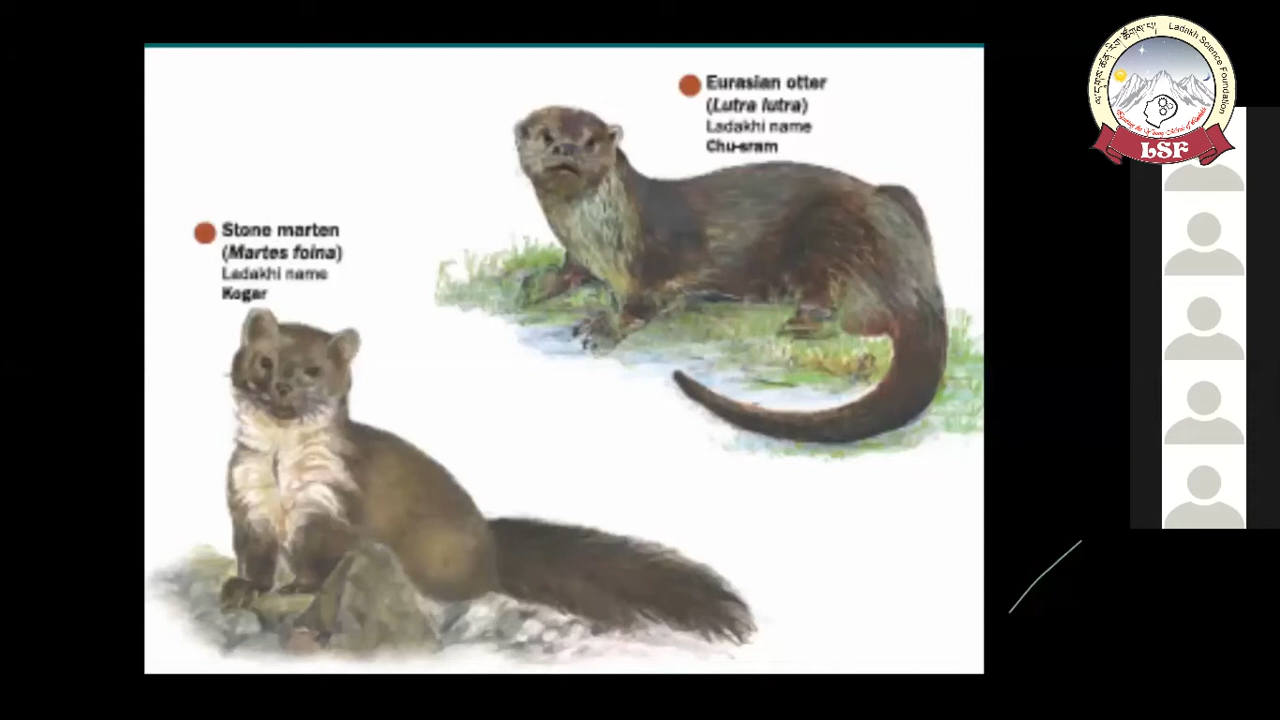 Eurasian otter
(Lutra lutra)
Ladakhi name
Chu-sram
Stone marten
(Martes foina)
Ladakhi name
Kogar
Ladakh Science Foundation
LSF